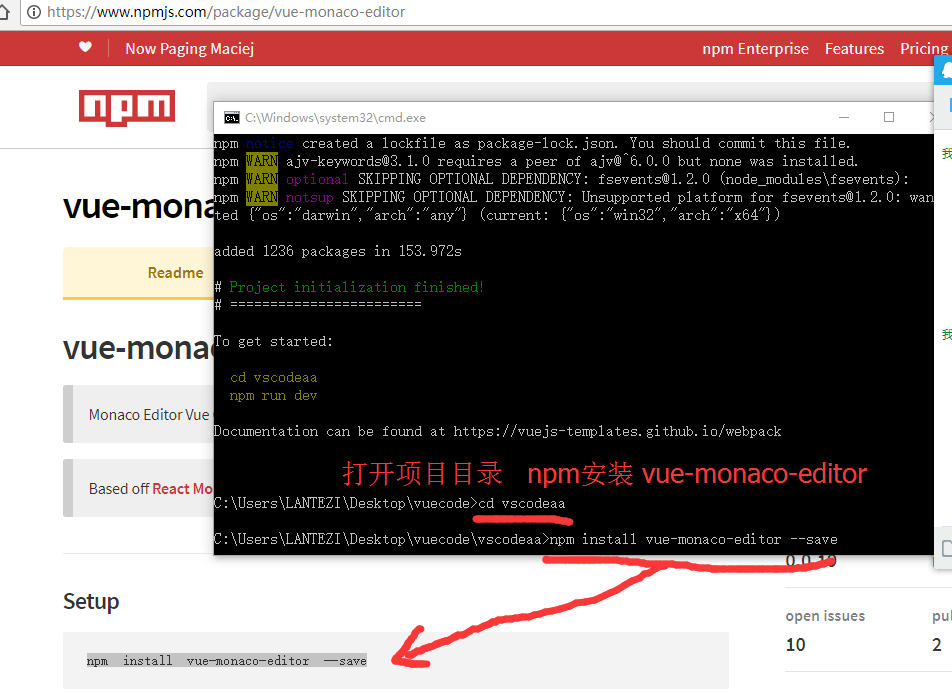 https://www.npmjs.com/package/vue-monaco-editor
Now Paging Maciej
npm Enterprise Features Pricing
npm
C:\Windows\system32\cmd.exe
npm notice created a lockfile as package-lock.json. You should commit this file.
npm WARN ajv-keywords@3.1.0 requires a peer of ajv@^6.0.0 but none was installed.
npm WARN optional SKIPPING OPTIONAL DEPENDENCY: fsevents@1.2.0 (node_modules\fsevents):
npm WARN notsup SKIPPING OPTIONAL DEPENDENCY: Unsupported platform for fsevents@1.2.0: wan
ted {"os":"darwin","arch":"any"} (current: {"os":"win32","arch":"x64"})
added 1236 packages in 153.972s
# Project initialization finished!
# ========================
To get started:
cd vscodeaa
npm run dev
Documentation can be found at https://vuejs-templates.github.io/webpack
打开项目目录 npm安装 vue-monaco-editor
C:\Users\LANTEZI\Desktop\vuecode>cd vscodeaa
C:\Users\LANTEZI\Desktop\vuecode\vscodeaa>npm install vue-monaco-editor --save
vue-mona
Readme
vue-mona
Monaco Editor Vue
Based off React Mo
我
我
0.0.19
Setup
open issues
10
pul
2
npm install vue-monaco-editor --save